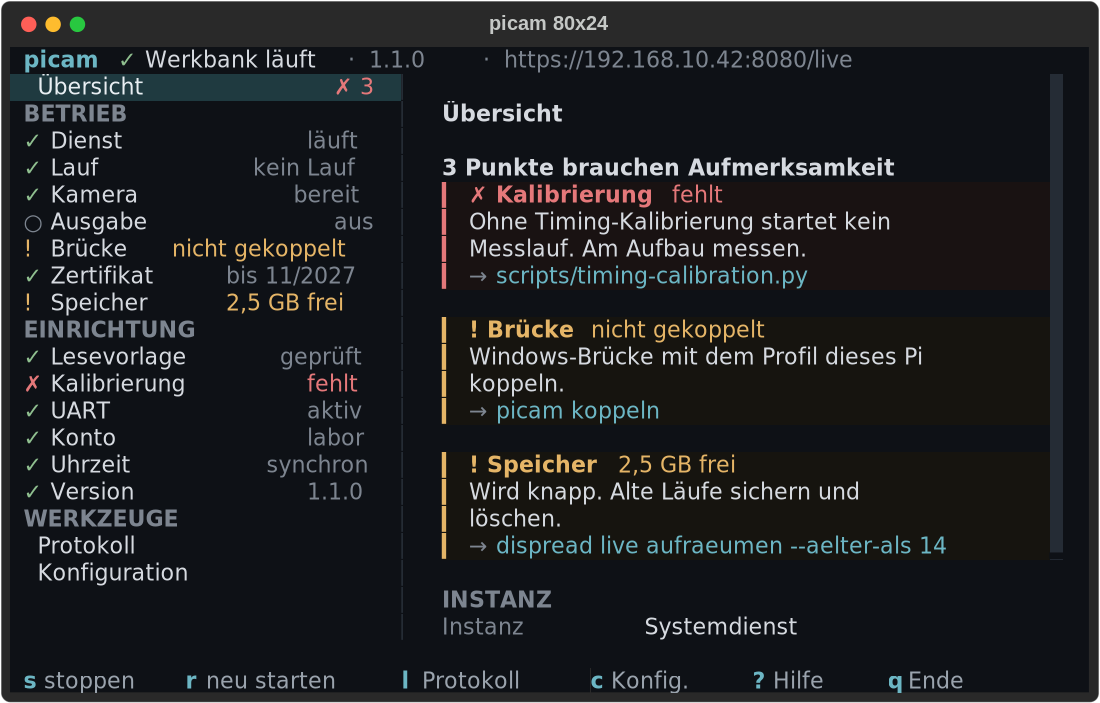 picam 80x24
picam ✓ Werkbank läuft · 1.1.0 · https://192.168.10.42:8080/live
Übersicht ✗ 3
BETRIEB
✓ Dienst läuft
✓ Lauf kein Lauf
✓ Kamera bereit
○ Ausgabe aus
! Brücke nicht gekoppelt
✓ Zertifikat bis 11/2027
! Speicher 2,5 GB frei
EINRICHTUNG
✓ Lesevorlage geprüft
✗ Kalibrierung fehlt
✓ UART aktiv
✓ Konto labor
✓ Uhrzeit synchron
✓ Version 1.1.0
WERKZEUGE
Protokoll
Konfiguration
Übersicht
3 Punkte brauchen Aufmerksamkeit
✗ Kalibrierung fehlt
Ohne Timing-Kalibrierung startet kein
Messlauf. Am Aufbau messen.
→ scripts/timing-calibration.py
! Brücke nicht gekoppelt
Windows-Brücke mit dem Profil dieses Pi
koppeln.
→ picam koppeln
! Speicher 2,5 GB frei
Wird knapp. Alte Läufe sichern und
löschen.
→ dispread live aufraeumen --aelter-als 14
INSTANZ
Instanz Systemdienst
s stoppen r neu starten l Protokoll c Konfig. ? Hilfe q Ende